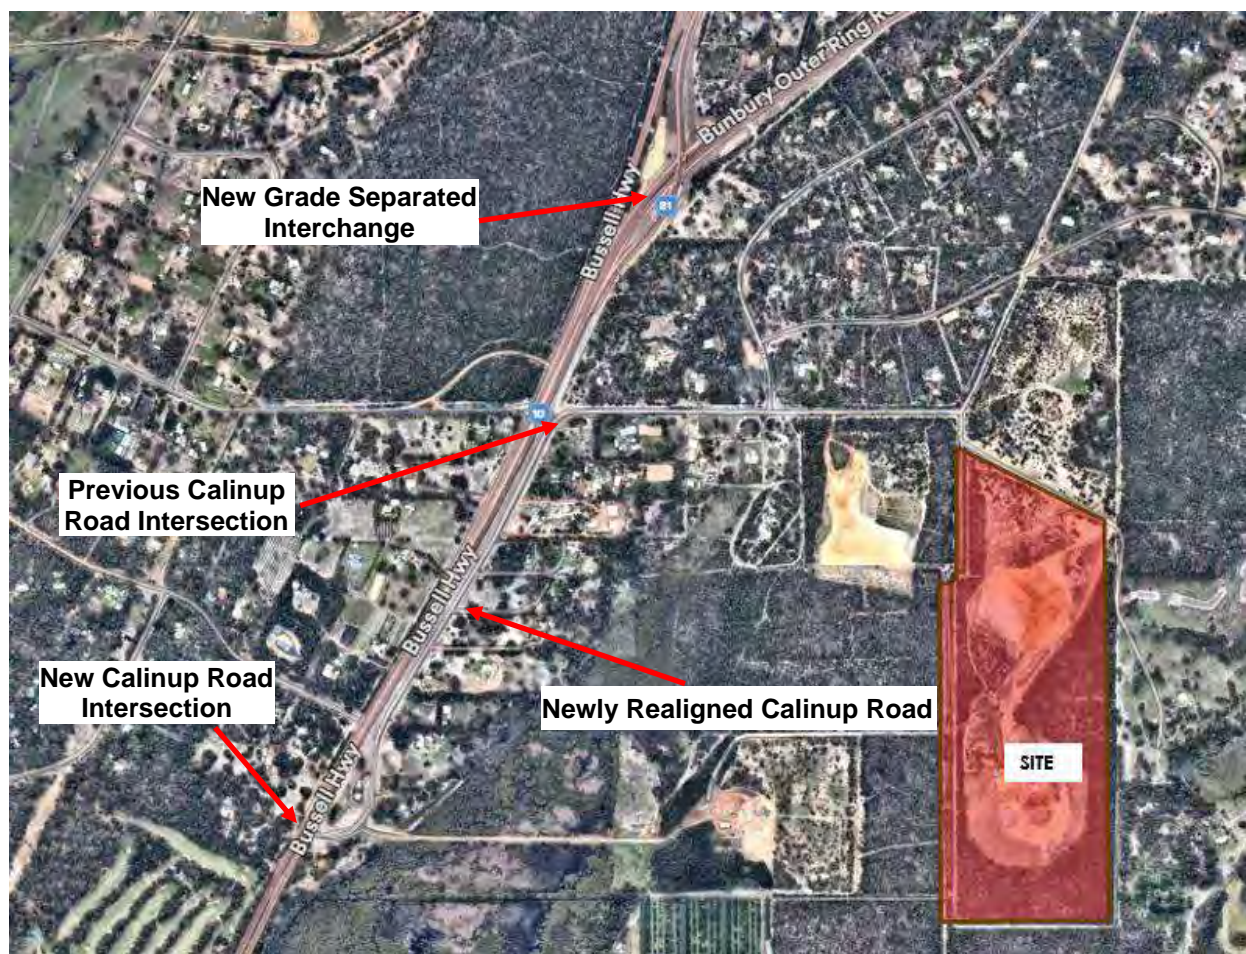 Bunbury Outer Ring Ro
New Grade Separated
Interchange
Bussell Hwy
81
10
Previous Calinup
Road Intersection
Bussell Hwy
New Calinup Road
Intersection
Newly Realigned Calinup Road
SITE
Bussell Hwy